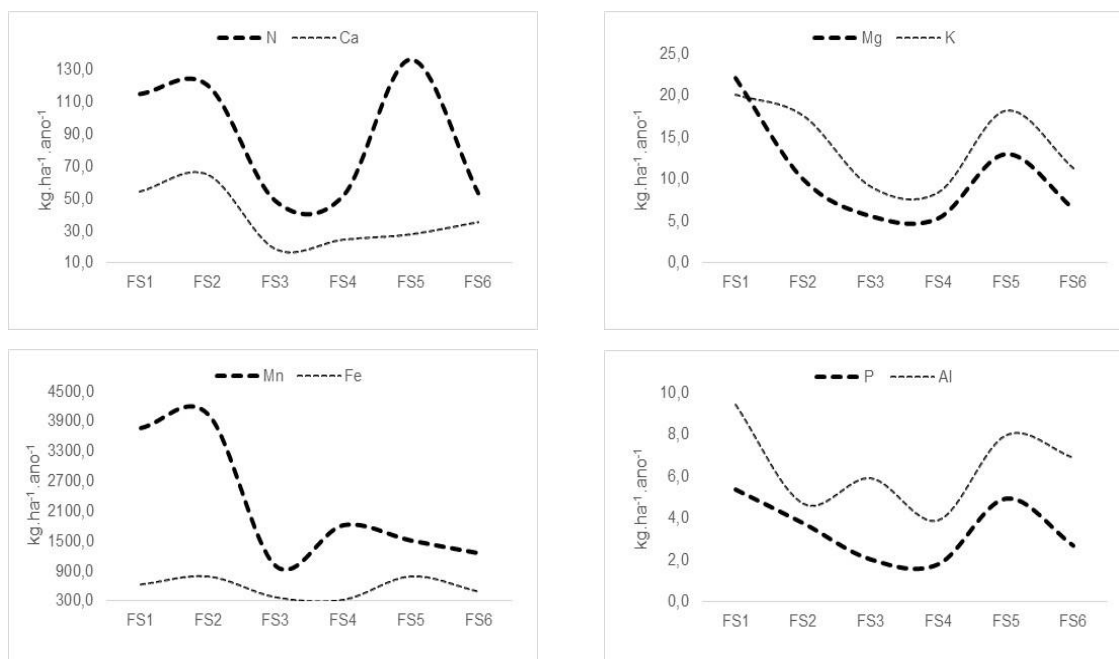 N Ca
130,0
110,0
90,0
70,0
50,0
30,0
10,0
kg.ha⁻¹.ano⁻¹
FS1 FS2 FS3 FS4 FS5 FS6
Mg K
25,0
20,0
15,0
10,0
5,0
0,0
FS1 FS2 FS3 FS4 FS5 FS6
Mn Fe
4500,0
3900,0
3300,0
2700,0
2100,0
1500,0
900,0
300,0
kg.ha⁻¹.ano⁻¹
FS1 FS2 FS3 FS4 FS5 FS6
P Al
10,0
8,0
6,0
4,0
2,0
0,0
kg.ha⁻¹.ano⁻¹
FS1 FS2 FS3 FS4 FS5 FS6